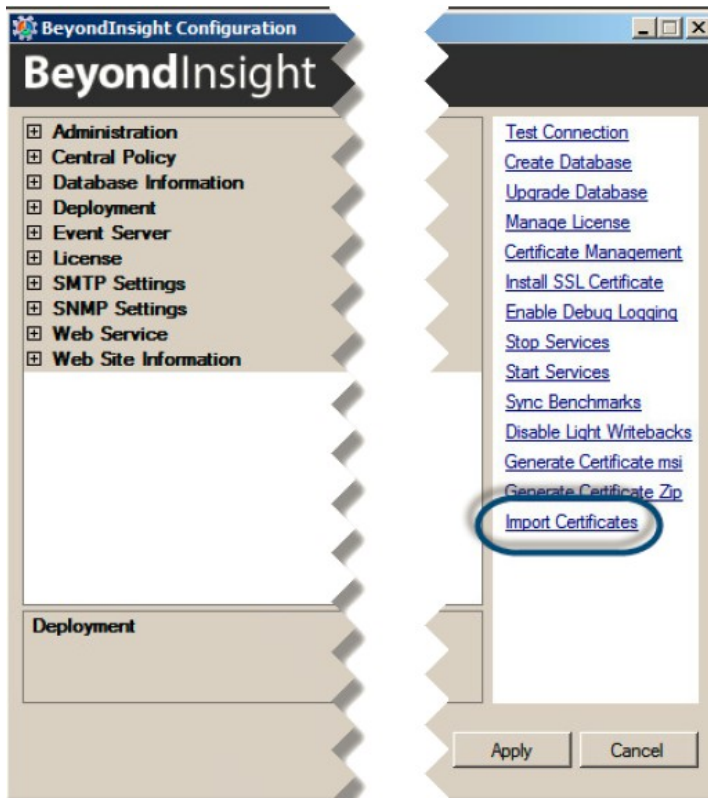 BeyondInsight Configuration
BeyondInsight
Administration
Central Policy
Database Information
Deployment
Event Server
License
SMTP Settings
SNMP Settings
Web Service
Web Site Information
Test Connection
Create Database
Upgrade Database
Manage License
Certificate Management
Install SSL Certificate
Enable Debug Logging
Stop Services
Start Services
Sync Benchmarks
Disable Light Writebacks
Generate Certificate msi
Generate Certificate Zip
Import Certificates
Deployment
Apply Cancel